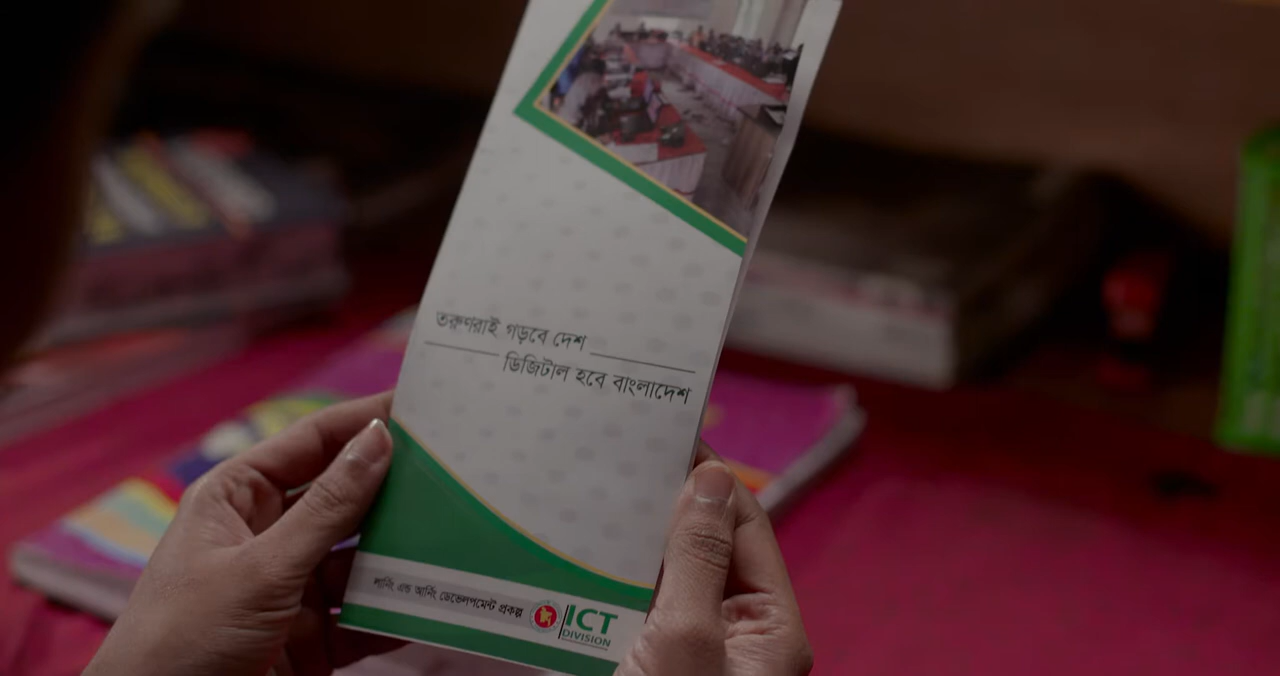 তরুণরাই গড়বে দেশ
ডিজিটাল হবে বাংলাদেশ
লার্নিং এন্ড আর্নিং ডেভেলপমেন্ট প্রকল্প
ICT
DIVISION